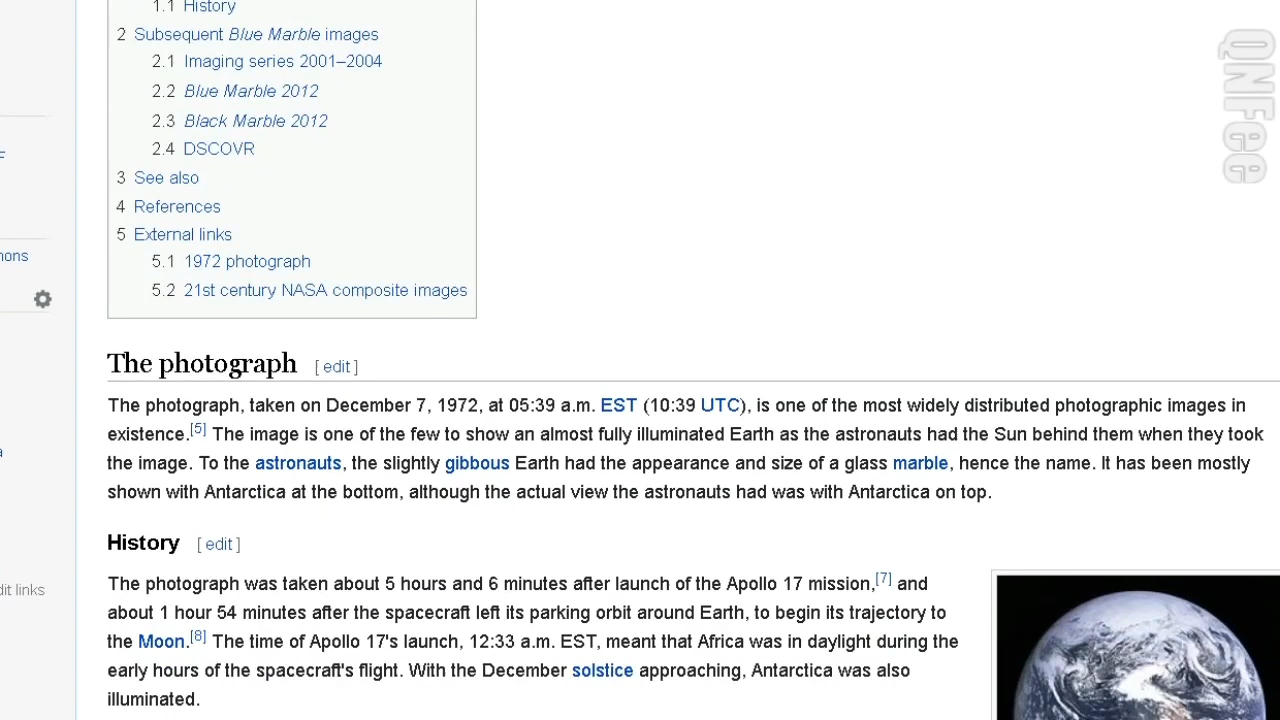 1.1 History
2 Subsequent Blue Marble images
2.1 Imaging series 2001–2004
2.2 Blue Marble 2012
2.3 Black Marble 2012
2.4 DSCOVR
3 See also
4 References
5 External links
5.1 1972 photograph
5.2 21st century NASA composite images
QNFee
The photograph [ edit ]
The photograph, taken on December 7, 1972, at 05:39 a.m. EST (10:39 UTC), is one of the most widely distributed photographic images in
existence.[5] The image is one of the few to show an almost fully illuminated Earth as the astronauts had the Sun behind them when they took
the image. To the astronauts, the slightly gibbous Earth had the appearance and size of a glass marble, hence the name. It has been mostly
shown with Antarctica at the bottom, although the actual view the astronauts had was with Antarctica on top.
History [ edit ]
The photograph was taken about 5 hours and 6 minutes after launch of the Apollo 17 mission,[7] and
about 1 hour 54 minutes after the spacecraft left its parking orbit around Earth, to begin its trajectory to
the Moon.[8] The time of Apollo 17's launch, 12:33 a.m. EST, meant that Africa was in daylight during the
early hours of the spacecraft's flight. With the December solstice approaching, Antarctica was also
illuminated.
links